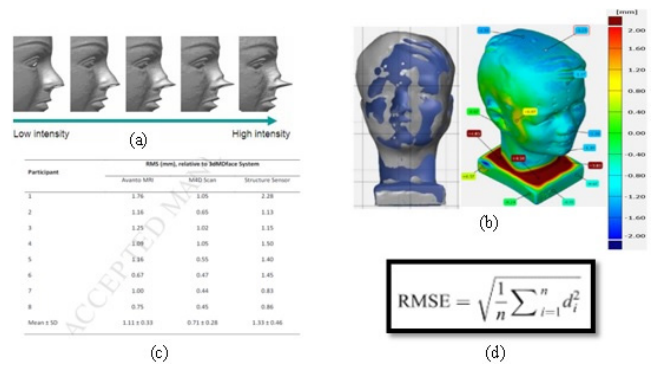 Low intensity
High intensity
(a)
[mm]
2.00
1.60
1.20
0.80
0.40
0.00
-0.40
-0.80
-1.20
-1.60
-2.00
(b)
RMS (mm), relative to 3dMDface System
Participant
Avanto MRI M4D Scan Structure Sensor
1 1.76 1.05 2.28
2 1.16 0.65 1.13
3 1.25 1.02 1.15
4 1.09 1.05 1.50
5 1.16 0.55 1.40
6 0.67 0.47 1.45
7 1.00 0.44 0.83
8 0.75 0.45 0.86
Mean ± SD 1.11 ± 0.33 0.71 ± 0.28 1.33 ± 0.46
ACCEPTED MANU
(c)
RMSE = √(1/n ∑ⁿᵢ₌₁ dᵢ²)
(d)